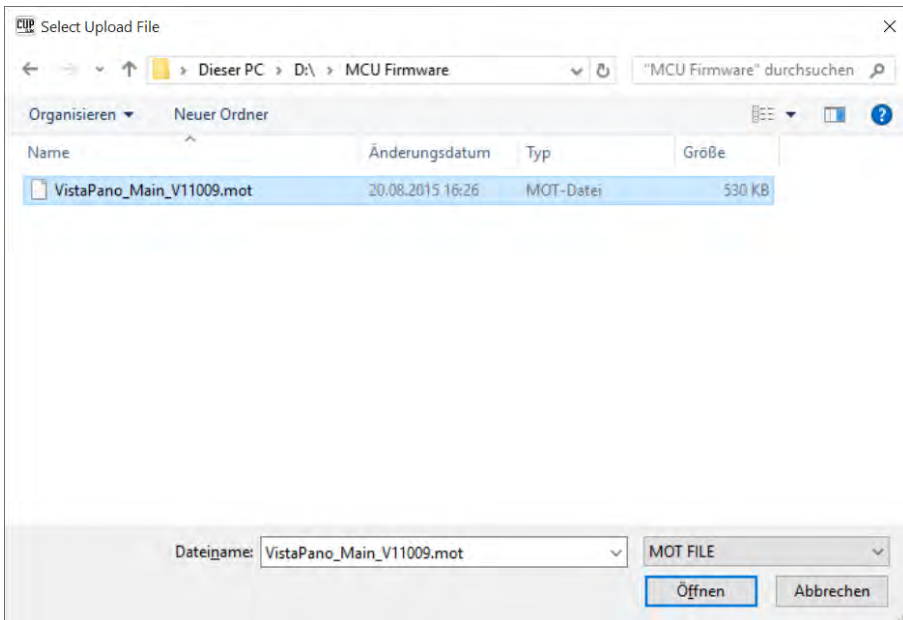 CUP Select Upload File
Dieser PC > D:\ > MCU Firmware "MCU Firmware" durchsuchen
Organisieren Neuer Ordner ?
Name Änderungsdatum Typ Größe
VistaPano_Main_V11009.mot 20.08.2015 16:26 MOT-Datei 530 KB
Dateiname: VistaPano_Main_V11009.mot MOT FILE
Öffnen Abbrechen